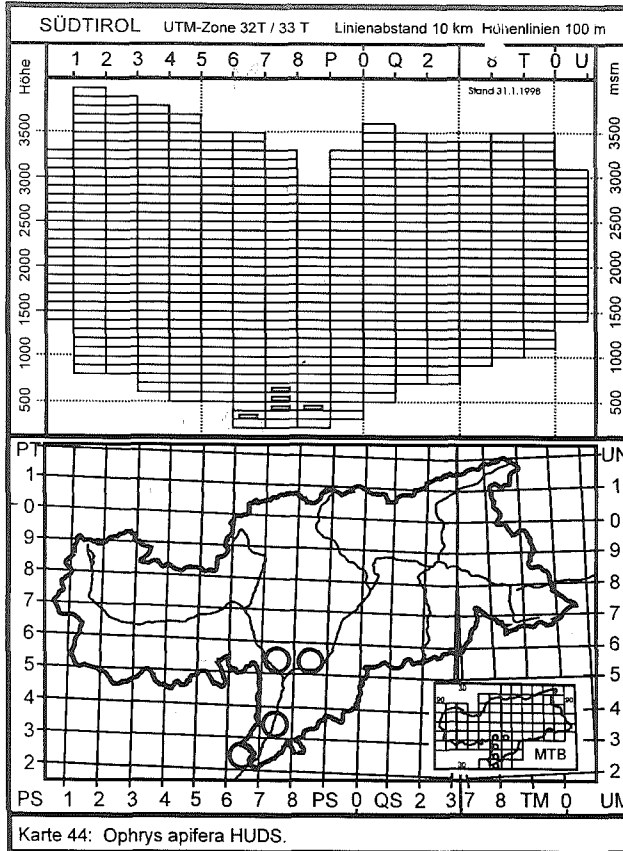 SÜDTIROL UTM-Zone 32T / 33 T Linienabstand 10 km Höhenlinien 100 m
Höhe 1 2 3 4 5 6 7 8 P 0 Q 2 3 8 T 0 U msm
Stand 31.1.1998
3500 3500
3000 3000
2500 2500
2000 2000
1500 1500
1000 1000
500 500
PT UN
1 1
0 0
9 9
8 8
7 7
6 6
5 5
4 4
3 3
2 2
MTB
PS 1 2 3 4 5 6 7 8 PS 0 QS 2 3 7 8 TM 0 UM
Karte 44: Ophrys apifera HUDS.